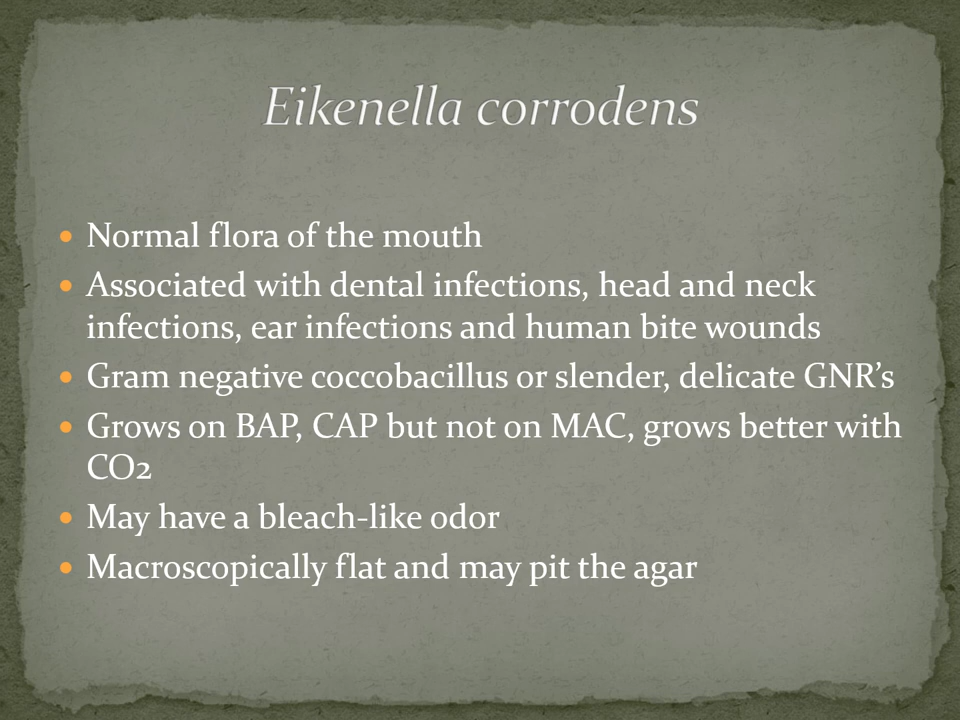 Eikenella corrodens
• Normal flora of the mouth
• Associated with dental infections, head and neck
infections, ear infections and human bite wounds
• Gram negative coccobacillus or slender, delicate GNR’s
• Grows on BAP, CAP but not on MAC, grows better with
CO2
• May have a bleach-like odor
• Macroscopically flat and may pit the agar